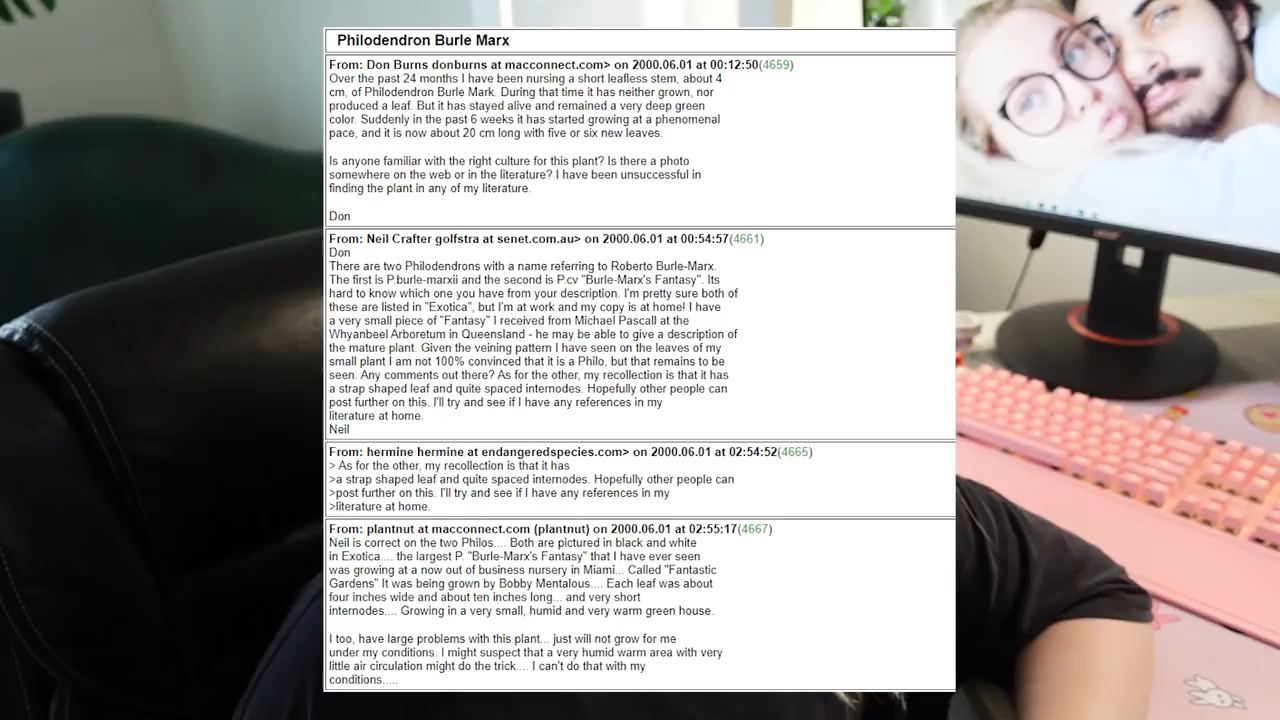 Philodendron Burle Marx
From: Don Burns donburns at macconnect.com> on 2000.06.01 at 00:12:50(4659)
Over the past 24 months I have been nursing a short leafless stem, about 4
cm, of Philodendron Burle Mark. During that time it has neither grown, nor
produced a leaf. But it has stayed alive and remained a very deep green
color. Suddenly in the past 6 weeks it has started growing at a phenomenal
pace, and it is now about 20 cm long with five or six new leaves.
Is anyone familiar with the right culture for this plant? Is there a photo
somewhere on the web or in the literature? I have been unsuccessful in
finding the plant in any of my literature.
Don
From: Neil Crafter golfstra at senet.com.au> on 2000.06.01 at 00:54:57(4661)
Don
There are two Philodendrons with a name referring to Roberto Burle-Marx.
The first is P.burle-marxii and the second is P.cv "Burle-Marx's Fantasy". Its
hard to know which one you have from your description. I'm pretty sure both of
these are listed in "Exotica", but I'm at work and my copy is at home! I have
a very small piece of "Fantasy" I received from Michael Pascall at the
Whyanbeel Arboretum in Queensland - he may be able to give a description of
the mature plant. Given the veining pattern I have seen on the leaves of my
small plant I am not 100% convinced that it is a Philo, but that remains to be
seen. Any comments out there? As for the other, my recollection is that it has
a strap shaped leaf and quite spaced internodes. Hopefully other people can
post further on this. I'll try and see if I have any references in my
literature at home.
Neil
From: hermine hermine at endangeredspecies.com> on 2000.06.01 at 02:54:52(4665)
> As for the other, my recollection is that it has
>a strap shaped leaf and quite spaced internodes. Hopefully other people can
>post further on this. I'll try and see if I have any references in my
>literature at home.
From: plantnut at macconnect.com (plantnut) on 2000.06.01 at 02:55:17(4667)
Neil is correct on the two Philos.... Both are pictured in black and white
in Exotica.... the largest P. "Burle-Marx's Fantasy" that I have ever seen
was growing at a now out of business nursery in Miami... Called "Fantastic
Gardens" It was being grown by Bobby Mentalous.... Each leaf was about
four inches wide and about ten inches long... and very short
internodes.... Growing in a very small, humid and very warm green house.
I too, have large problems with this plant... just will not grow for me
under my conditions. I might suspect that a very humid warm area with very
little air circulation might do the trick.... I can't do that with my
conditions.....